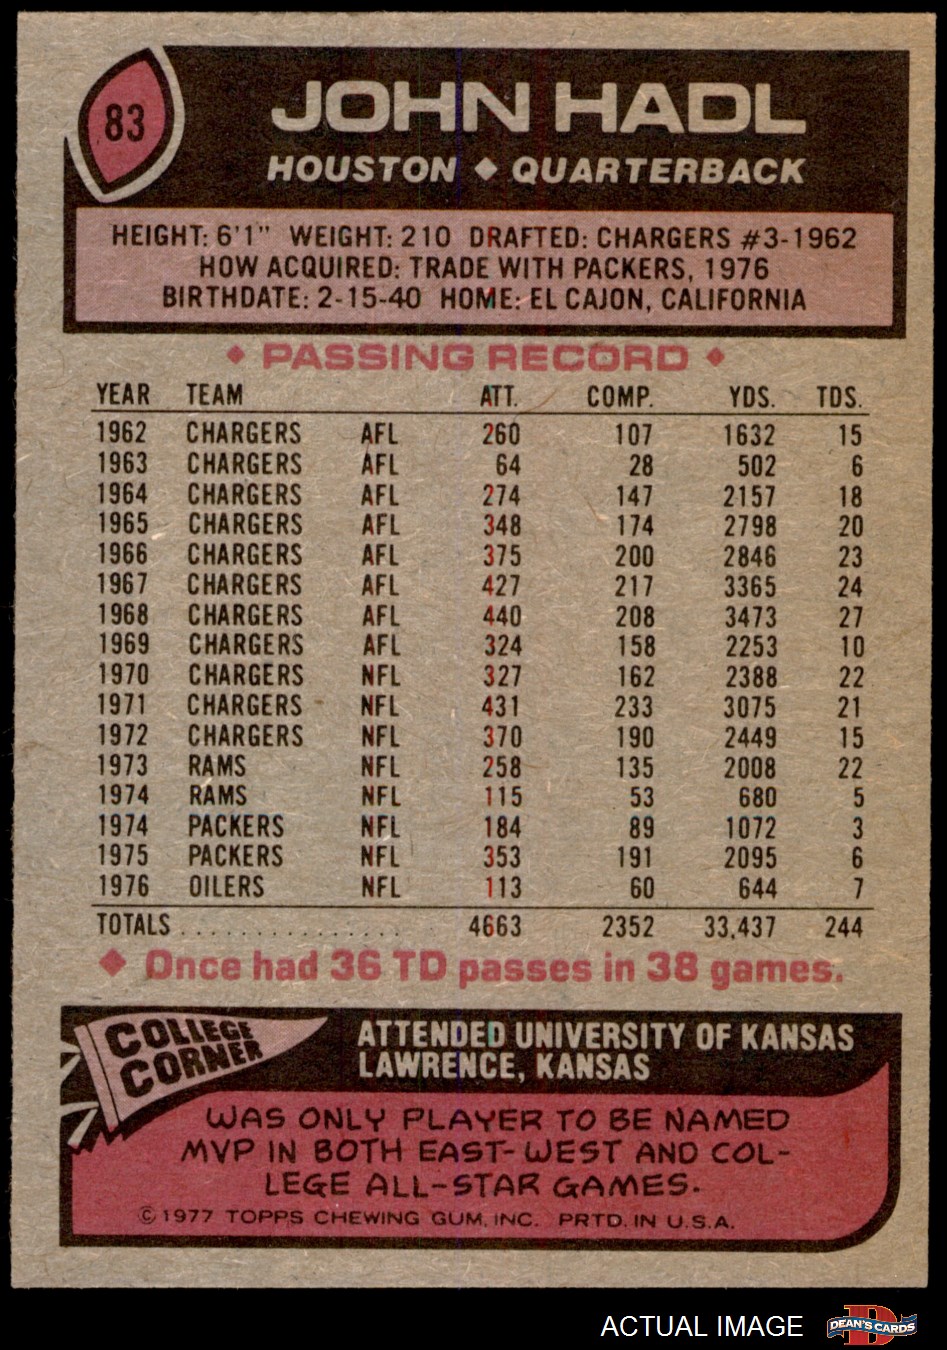 83
JOHN HADL
HOUSTON ◆ QUARTERBACK
HEIGHT: 6'1" WEIGHT: 210 DRAFTED: CHARGERS #3-1962
HOW ACQUIRED: TRADE WITH PACKERS, 1976
BIRTHDATE: 2-15-40 HOME: EL CAJON, CALIFORNIA
◆ PASSING RECORD ◆
YEAR TEAM ATT. COMP. YDS. TDS.
1962 CHARGERS AFL 260 107 1632 15
1963 CHARGERS AFL 64 28 502 6
1964 CHARGERS AFL 274 147 2157 18
1965 CHARGERS AFL 348 174 2798 20
1966 CHARGERS AFL 375 200 2846 23
1967 CHARGERS AFL 427 217 3365 24
1968 CHARGERS AFL 440 208 3473 27
1969 CHARGERS AFL 324 158 2253 10
1970 CHARGERS NFL 327 162 2388 22
1971 CHARGERS NFL 431 233 3075 21
1972 CHARGERS NFL 370 190 2449 15
1973 RAMS NFL 258 135 2008 22
1974 RAMS NFL 115 53 680 5
1974 PACKERS NFL 184 89 1072 3
1975 PACKERS NFL 353 191 2095 6
1976 OILERS NFL 113 60 644 7
TOTALS . . . . . . . . . . . . . . . 4663 2352 33,437 244
◆ Once had 36 TD passes in 38 games.
COLLEGE
CORNER
ATTENDED UNIVERSITY OF KANSAS
LAWRENCE, KANSAS
WAS ONLY PLAYER TO BE NAMED
MVP IN BOTH EAST-WEST AND COL-
LEGE ALL-STAR GAMES.
© 1977 TOPPS CHEWING GUM, INC. PRTD. IN U.S.A.
ACTUAL IMAGE
D
DEAN'S CARDS